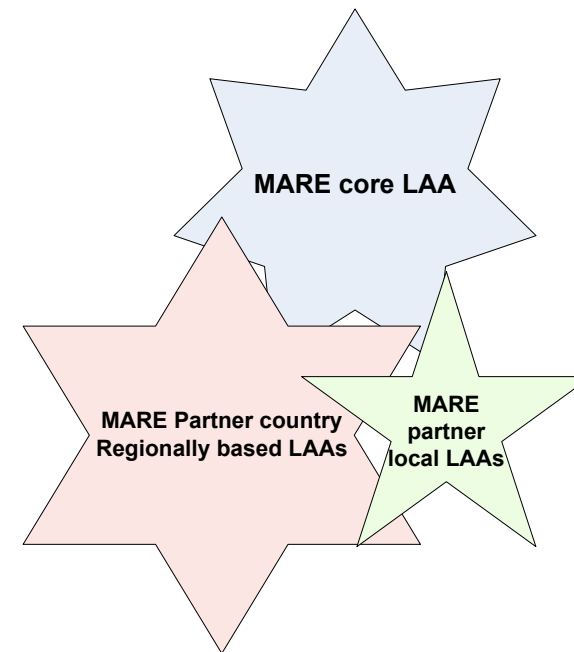 MARE core LAA
MARE Partner country
Regionally based LAAs
MARE
partner
local LAAs